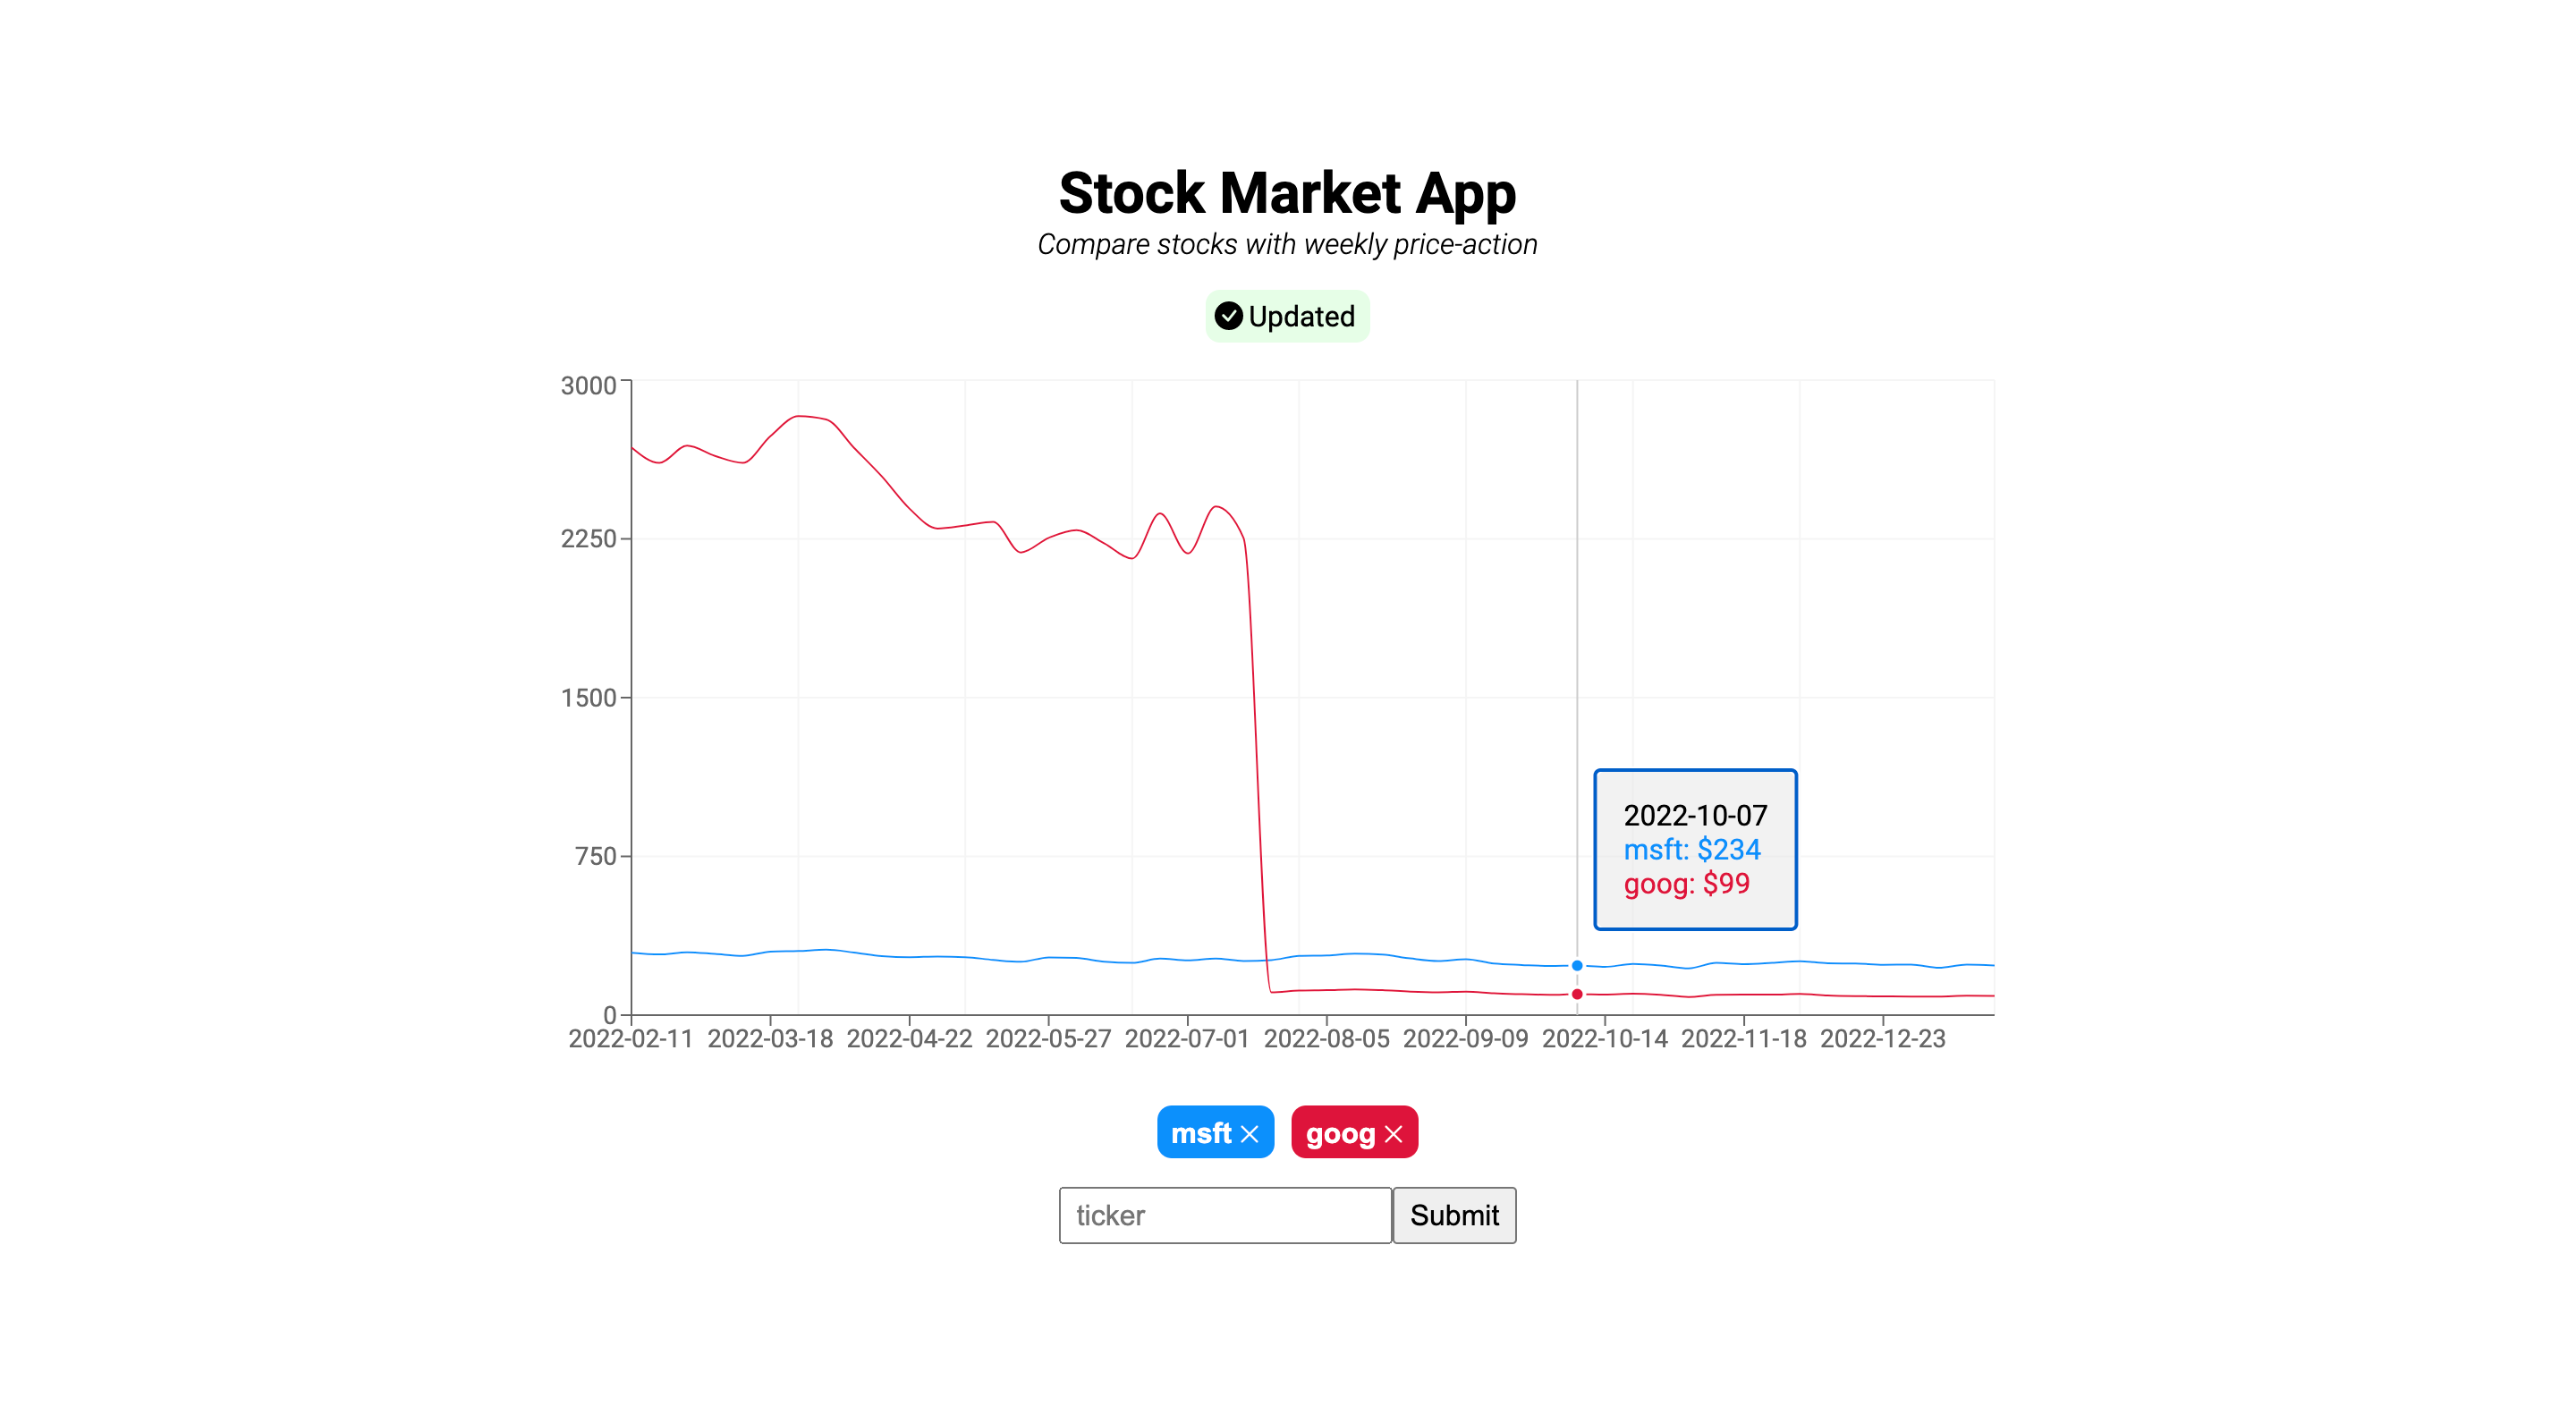 Stock Market App
Compare stocks with weekly price-action
Updated
3000
2250
1500
750
0
2022-10-07
msft: $234
goog: $99
2022-02-11 2022-03-18 2022-04-22 2022-05-27 2022-07-01 2022-08-05 2022-09-09 2022-10-14 2022-11-18 2022-12-23
msft goog
ticker Submit